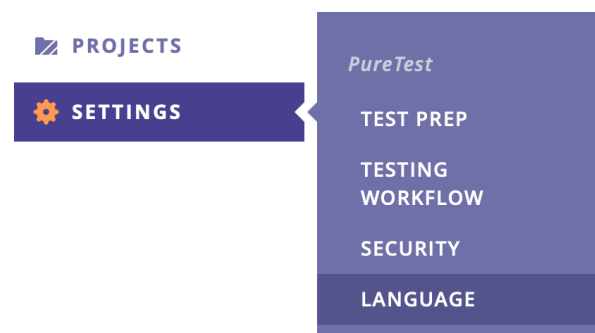 PROJECTS
SETTINGS
PureTest
TEST PREP
TESTING
WORKFLOW
SECURITY
LANGUAGE